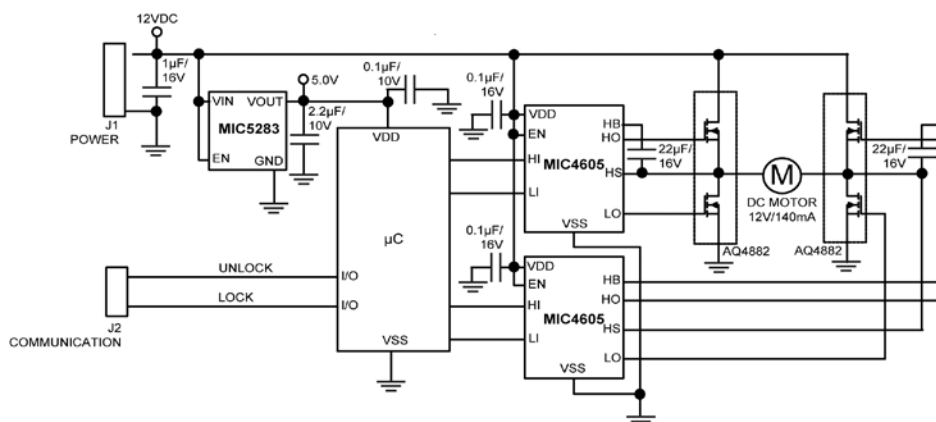 12VDC
1µF/
16V
J1
POWER
VIN
VOUT
MIC5283
EN
GND
5.0V
2.2µF/
10V
0.1µF/
10V
VDD
µC
I/O
I/O
VSS
HI
LI
HI
LI
UNLOCK
LOCK
J2
COMMUNICATION
0.1µF/
16V
VDD
EN
HB
HO
MIC4605
HS
LO
VSS
22µF/
16V
0.1µF/
16V
VDD
EN
HB
HO
MIC4605
HS
LO
VSS
M
DC MOTOR
12V/140mA
AQ4882
AQ4882
22µF/
16V